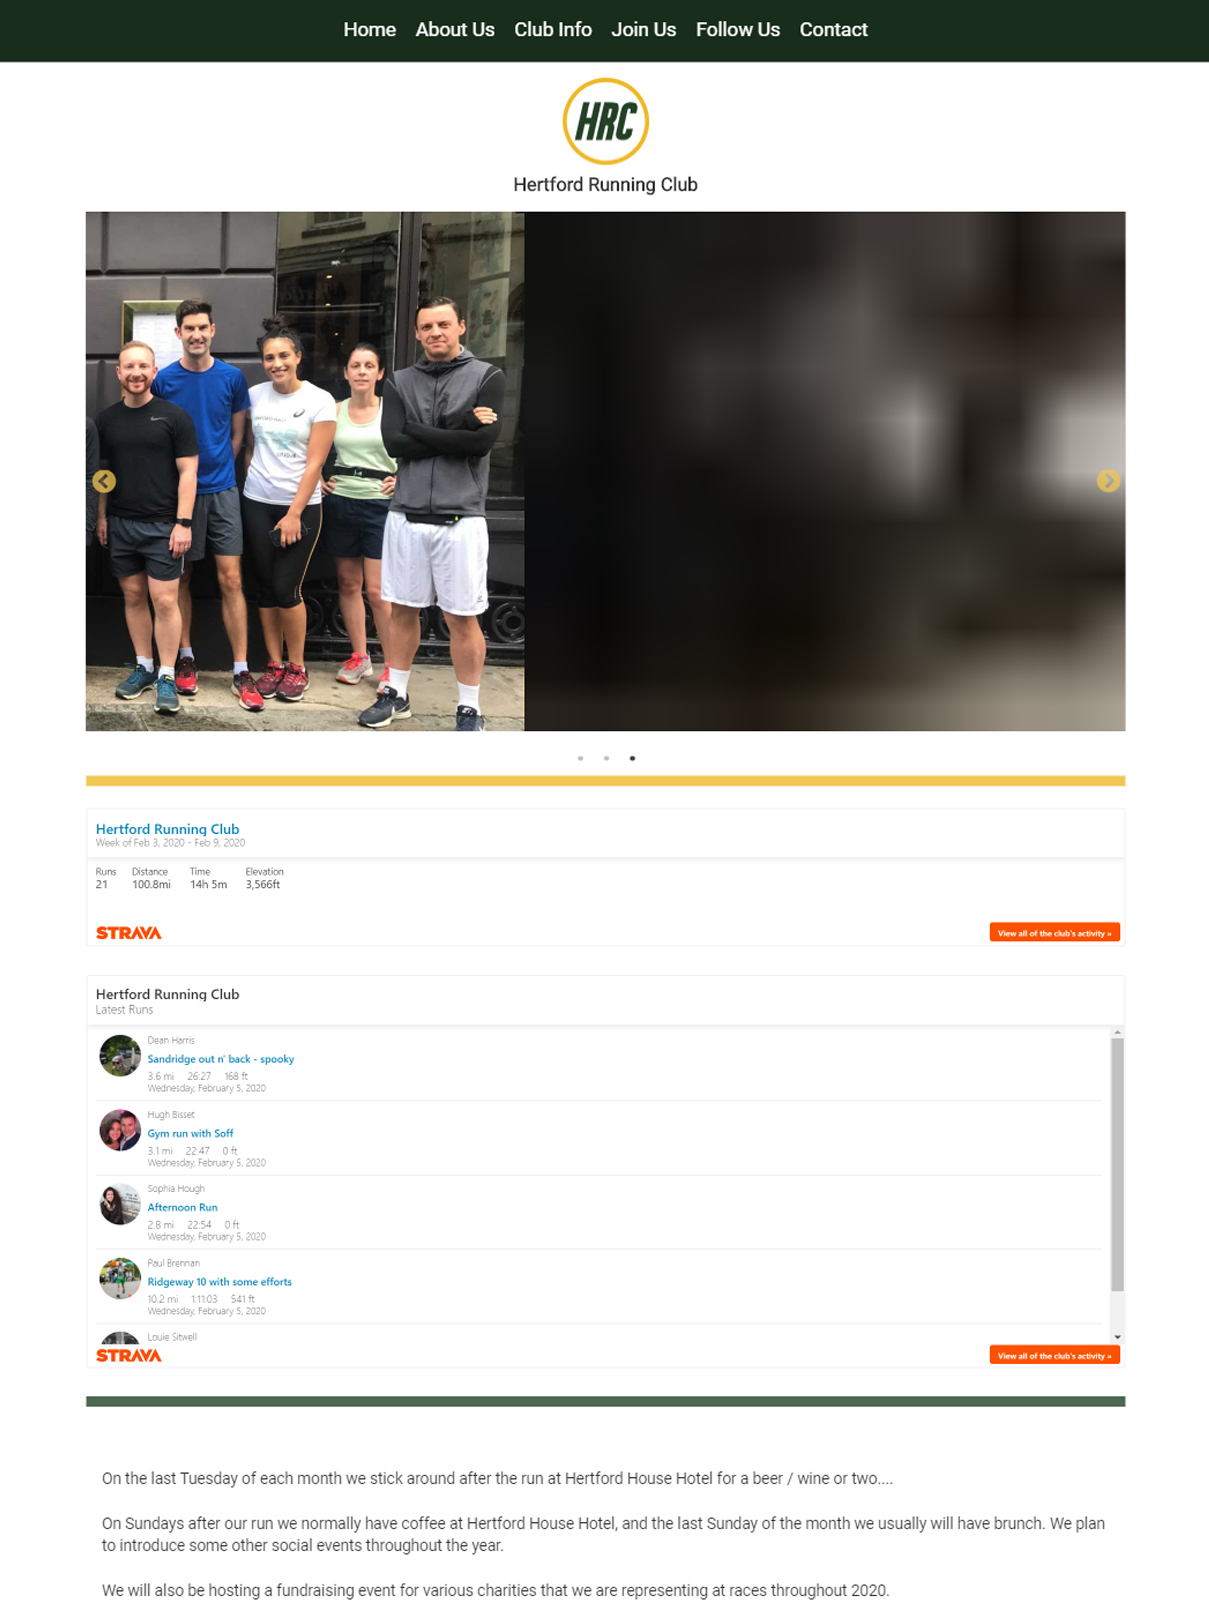 Home About Us Club Info Join Us Follow Us Contact
HRC
Hertford Running Club
Hertford Running Club
Week of Feb 3, 2020 - Feb 9, 2020
Runs Distance Time Elevation
21 100.8mi 14h 5m 3,566ft
STRAVA View all of the club's activity »
Hertford Running Club
Latest Runs
Dean Harris
Sandridge out n' back - spooky
3.6 mi 26:27 168 ft
Wednesday, February 5, 2020
Hugh Bisset
Gym run with Soff
3.1 mi 22:47 0 ft
Wednesday, February 5, 2020
Sophia Hough
Afternoon Run
2.8 mi 22:54 0 ft
Wednesday, February 5, 2020
Paul Brennan
Ridgeway 10 with some efforts
10.2 mi 1:11:03 541 ft
Wednesday, February 5, 2020
Louie Sitwell
STRAVA View all of the club's activity »
On the last Tuesday of each month we stick around after the run at Hertford House Hotel for a beer / wine or two....
On Sundays after our run we normally have coffee at Hertford House Hotel, and the last Sunday of the month we usually will have brunch. We plan
to introduce some other social events throughout the year.
We will also be hosting a fundraising event for various charities that we are representing at races throughout 2020.